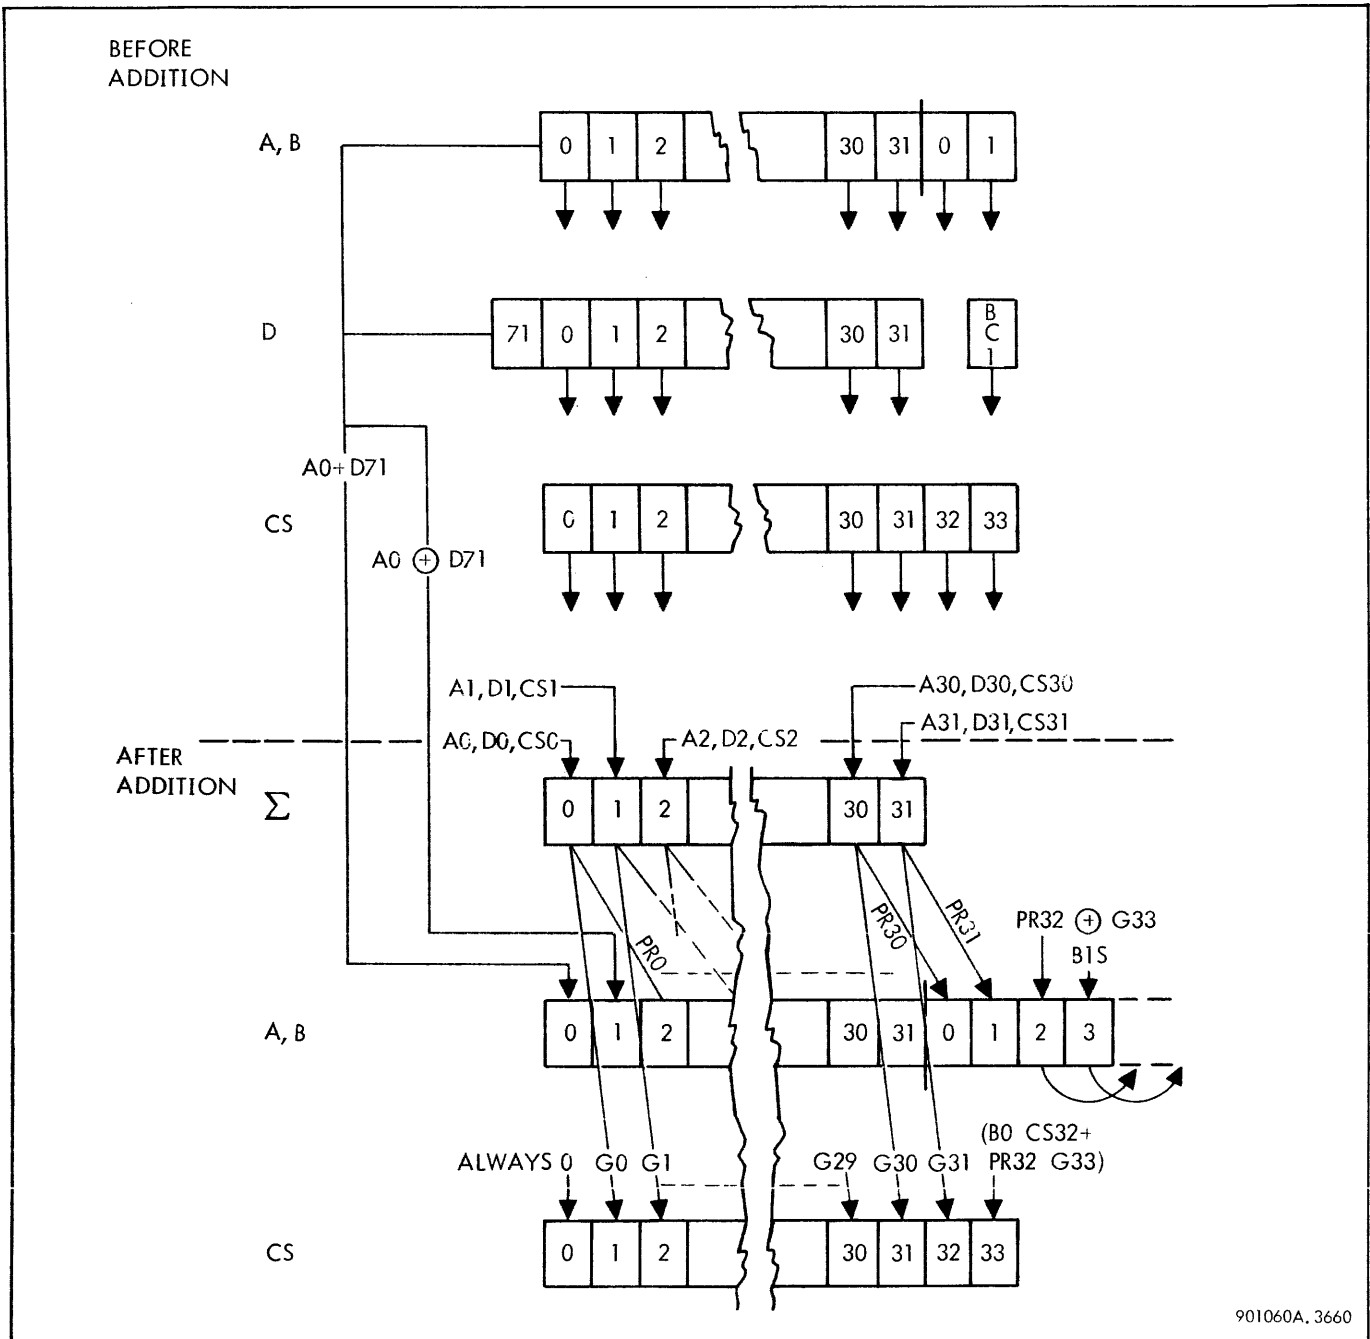 BEFORE
ADDITION
A, B
0 1 2 30 31 0 1
D
71 0 1 2 30 31
B
C
1
A0+D71
CS
0 1 2 30 31 32 33
A0 ⊕ D71
A1, D1, CS1
A30, D30, CS30
A31, D31, CS31
A0, D0, CS0
A2, D2, CS2
AFTER
ADDITION
Σ
0 1 2 30 31
PR0
PR30
PR31
PR32 ⊕ G33
B1S
A, B
0 1 2 30 31 0 1 2 3
(B0 CS32+
ALWAYS 0 G0 G1 G29 G30 G31 PR32 G33)
CS
0 1 2 30 31 32 33
901060A. 3660